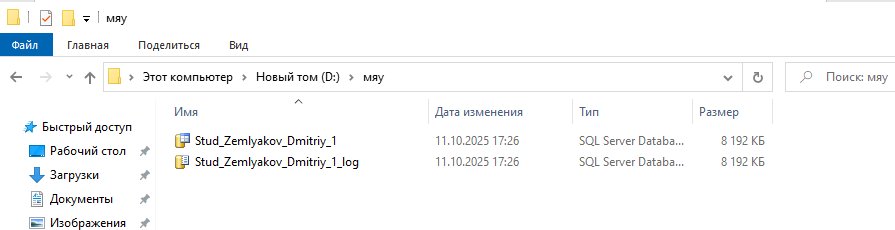 мяу
Файл Главная Поделиться Вид
Этот компьютер Новый том (D:) мяу Поиск: мяу
Имя Дата изменения Тип Размер
Быстрый доступ
Stud_Zemlyakov_Dmitriy_1 11.10.2025 17:26 SQL Server Databa... 8 192 КБ
Рабочий стол
Stud_Zemlyakov_Dmitriy_1_log 11.10.2025 17:26 SQL Server Databa... 8 192 КБ
Загрузки
Документы
Изображения